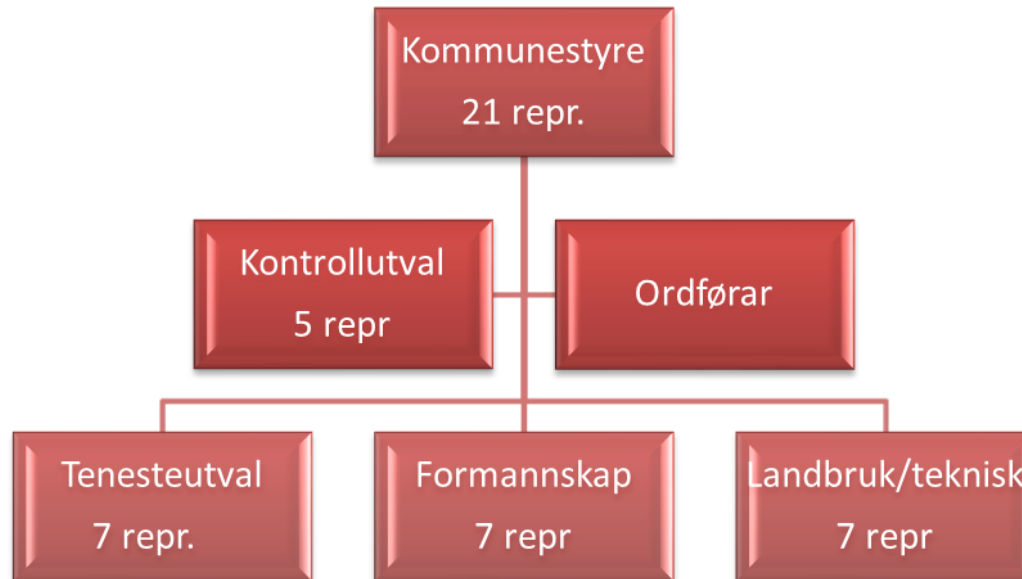 Kommunestyre
21 repr.
Kontrollutval
5 repr
Ordførar
Tenesteutval
7 repr.
Formannskap
7 repr
Landbruk/teknisk
7 repr